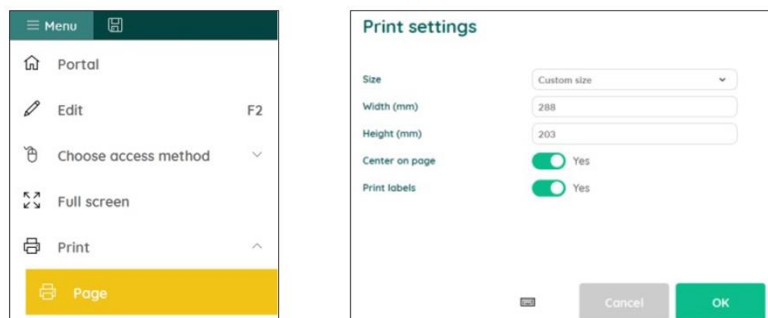 Menu
Portal
Edit F2
Choose access method
Full screen
Print
Page
Print settings
Size Custom size
Width (mm) 288
Height (mm) 203
Center on page Yes
Print labels Yes
Cancel OK